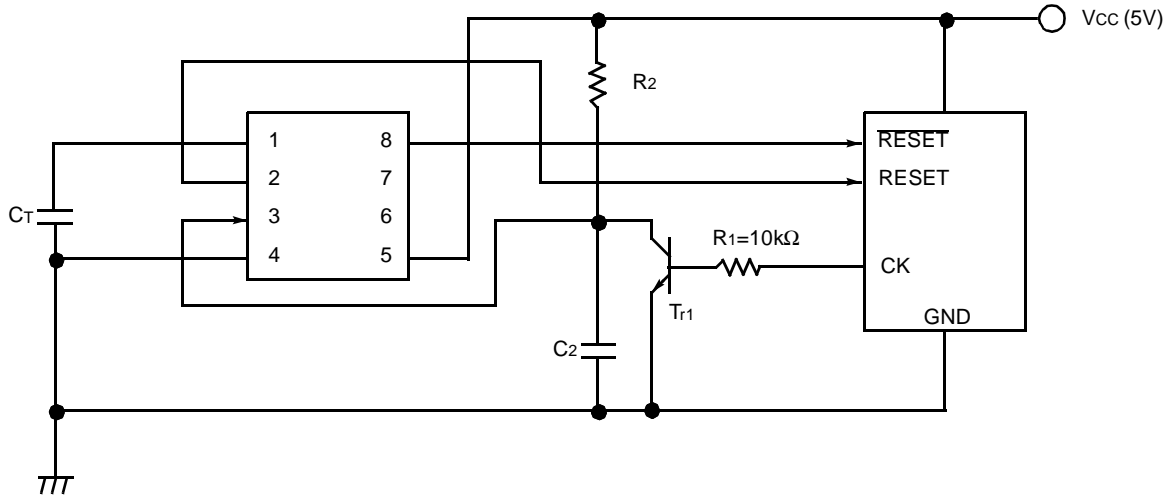 VCC (5V)
R2
1 8
2 7
3 6
4 5
CT
RESET
RESET
R1=10kΩ
CK
Tr1
GND
C2